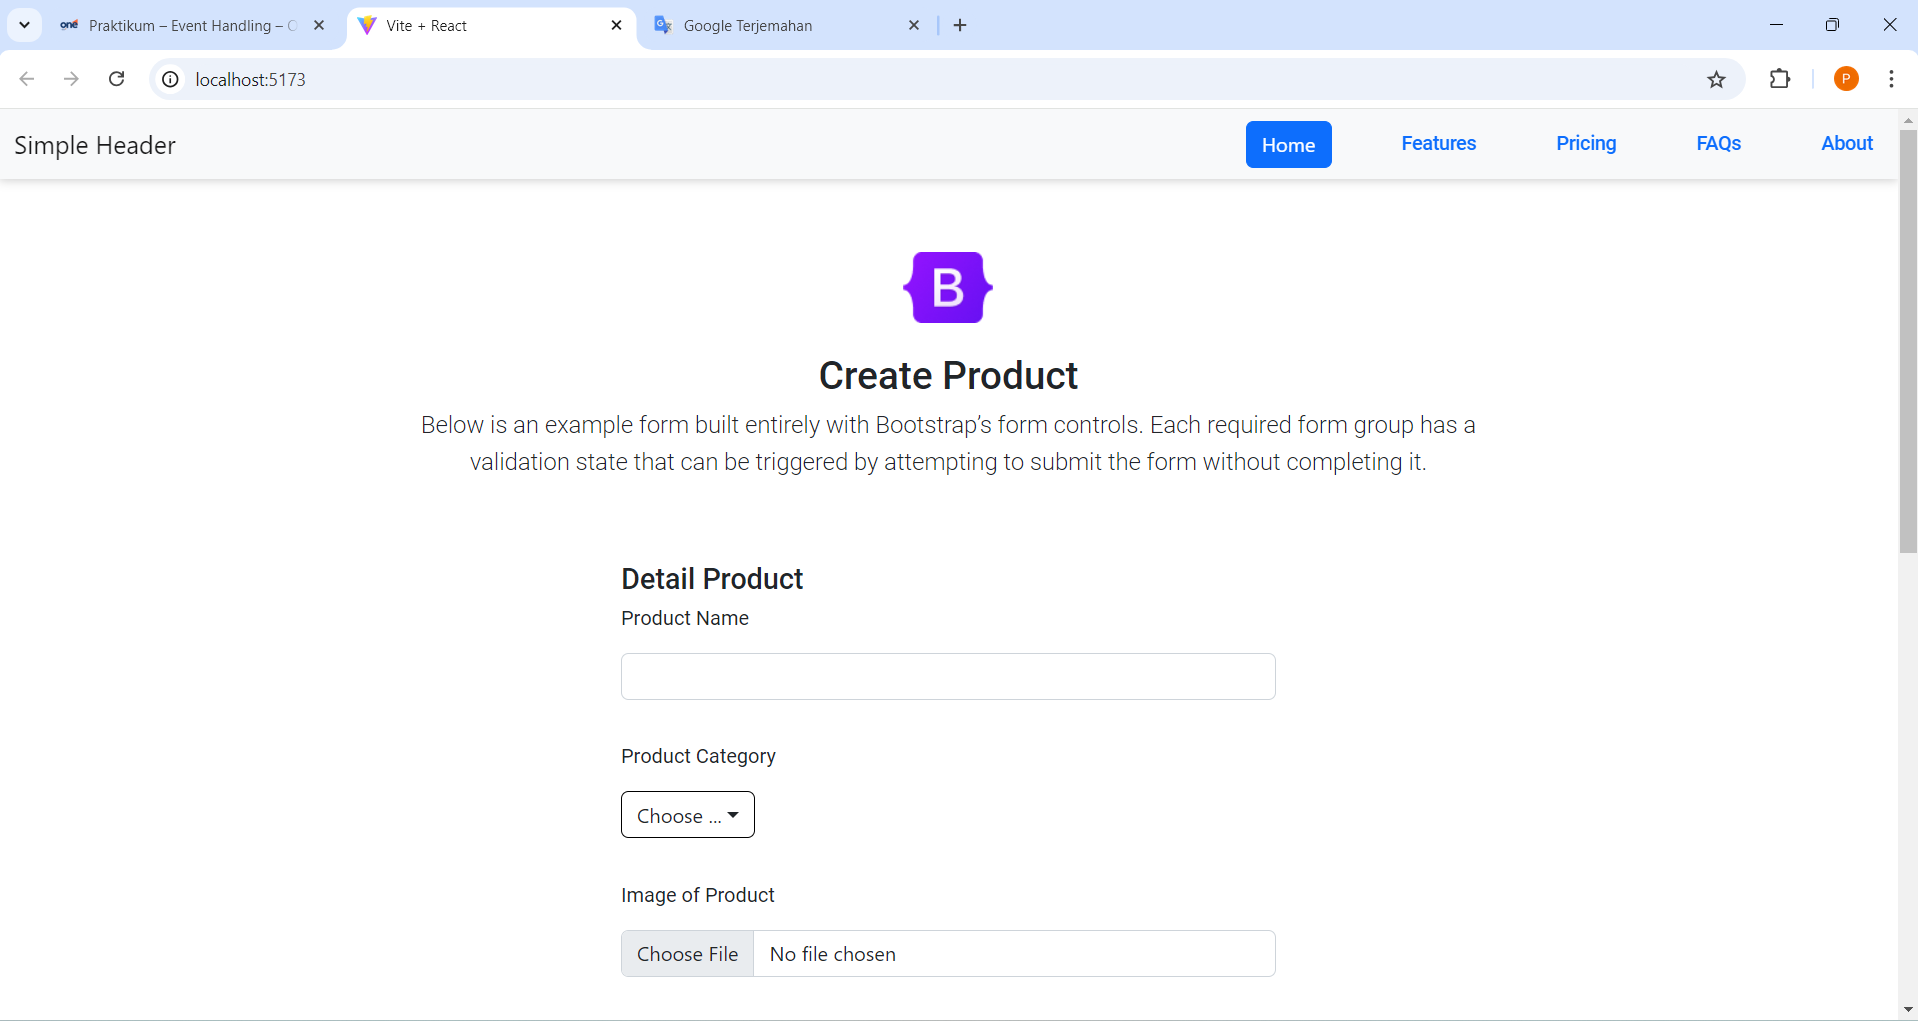 one Praktikum – Event Handling – O
Vite + React
Google Terjemahan
localhost:5173
P
Simple Header
Home
Features
Pricing
FAQs
About
B
Create Product
Below is an example form built entirely with Bootstrap’s form controls. Each required form group has a
validation state that can be triggered by attempting to submit the form without completing it.
Detail Product
Product Name
Product Category
Choose ...
Image of Product
Choose File
No file chosen